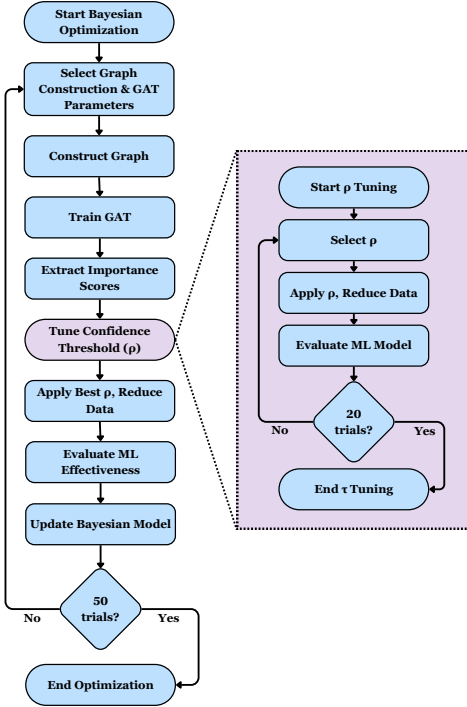 Start Bayesian
Optimization
Select Graph
Construction & GAT
Parameters
Construct Graph
Train GAT
Extract Importance
Scores
Tune Confidence
Threshold (ρ)
Apply Best ρ, Reduce
Data
Evaluate ML
Effectiveness
Update Bayesian Model
50
trials?
No
Yes
End Optimization
Start ρ Tuning
Select ρ
Apply ρ, Reduce Data
Evaluate ML Model
20
trials?
No
Yes
End τ Tuning